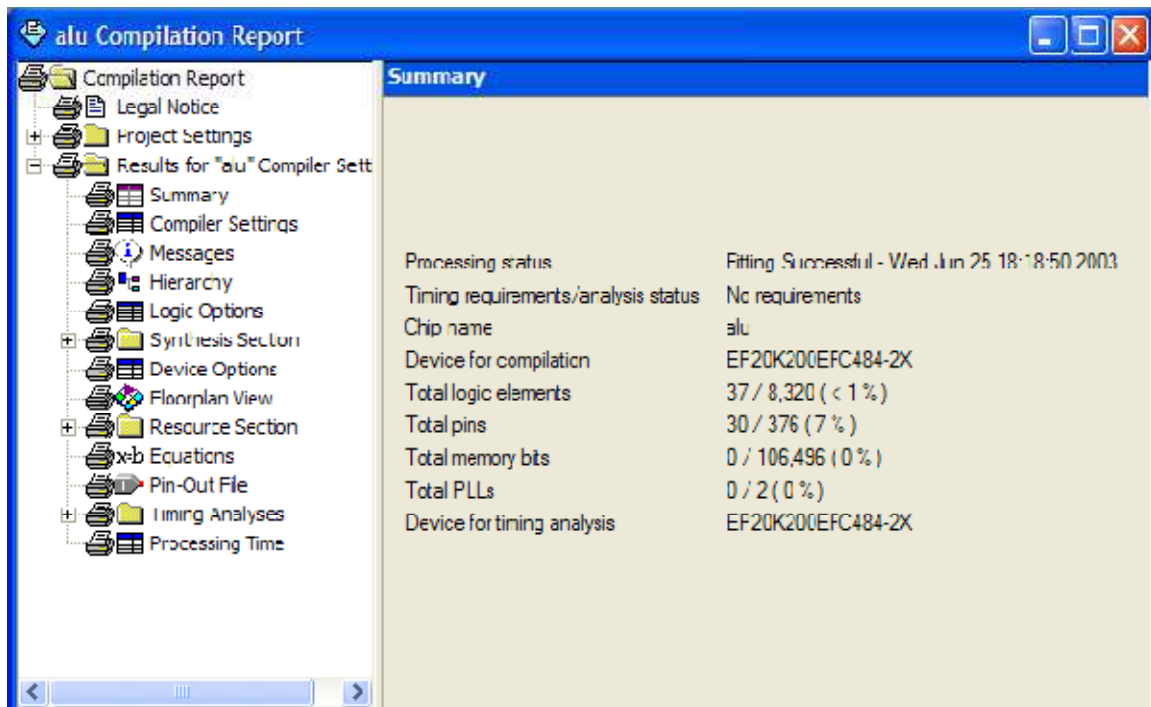 alu Compilation Report
Compilation Report
Legal Notice
Project Settings
Results for "alu" Compiler Sett
Summary
Compiler Settings
Messages
Hierarchy
Logic Options
Synthesis Section
Device Options
Floorplan View
Resource Section
x=b Equations
Pin-Out File
Timing Analyses
Processing Time
Summary
Processing status Fitting Successful - Wed Jun 25 18:18:50 2003
Timing requirements/analysis status No requirements
Chip name alu
Device for compilation EF20K200EFC484-2X
Total logic elements 37 / 8,320 ( < 1 % )
Total pins 30 / 376 ( 7 % )
Total memory bits 0 / 106,496 ( 0 % )
Total PLLs 0 / 2 ( 0 % )
Device for timing analysis EF20K200EFC484-2X